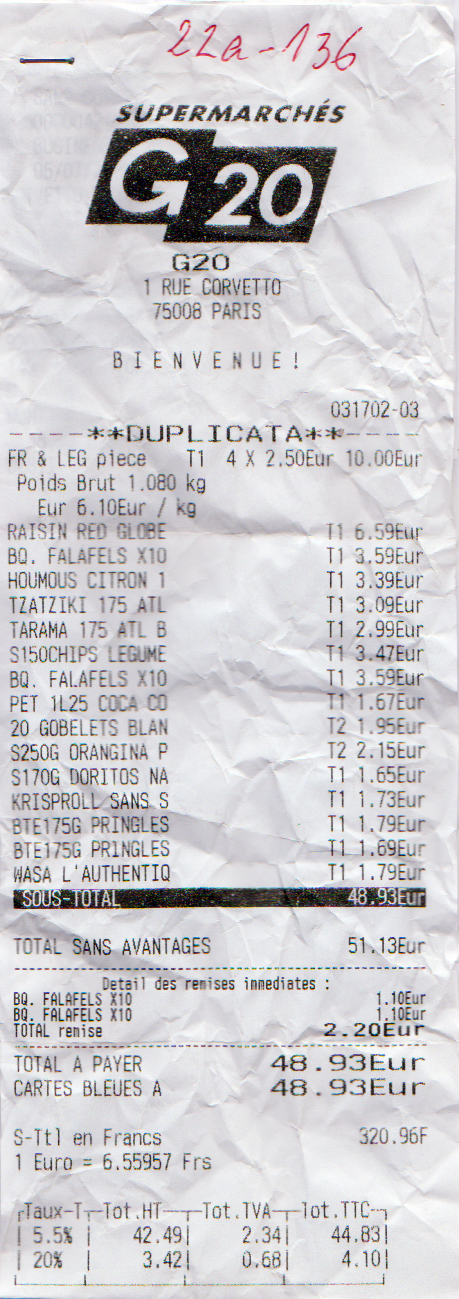 22a-136
SUPERMARCHÉS
G 20
G20
1 RUE CORVETTO
75008 PARIS
BIENVENUE!
031702-03
----**DUPLICATA**----
FR & LEG piece T1 4 X 2.50Eur 10.00Eur
Poids Brut 1.080 kg
Eur 6.10Eur / kg
RAISIN RED GLOBE T1 6.59Eur
BQ. FALAFELS X10 T1 3.59Eur
HOUMOUS CITRON 1 T1 3.39Eur
TZATZIKI 175 ATL T1 3.09Eur
TARAMA 175 ATL B T1 2.99Eur
S150CHIPS LEGUME T1 3.47Eur
BQ. FALAFELS X10 T1 3.59Eur
PET 1L25 COCA CO T1 1.67Eur
20 GOBELETS BLAN T2 1.95Eur
S250G ORANGINA P T2 2.15Eur
S170G DORITOS NA T1 1.65Eur
KRISPROLL SANS S T1 1.73Eur
BTE175G PRINGLES T1 1.79Eur
BTE175G PRINGLES T1 1.69Eur
WASA L'AUTHENTIQ T1 1.79Eur
SOUS-TOTAL 48.93Eur
TOTAL SANS AVANTAGES 51.13Eur
Detail des remises immediates :
BQ. FALAFELS X10 1.10Eur
BQ. FALAFELS X10 1.10Eur
TOTAL remise 2.20Eur
TOTAL A PAYER 48.93Eur
CARTES BLEUES A 48.93Eur
S-Ttl en Francs 320.96F
1 Euro = 6.55957 Frs
Taux-T Tot.HT Tot.TVA Tot.TTC
5.5% 42.49 2.34 44.83
20% 3.42 0.68 4.10